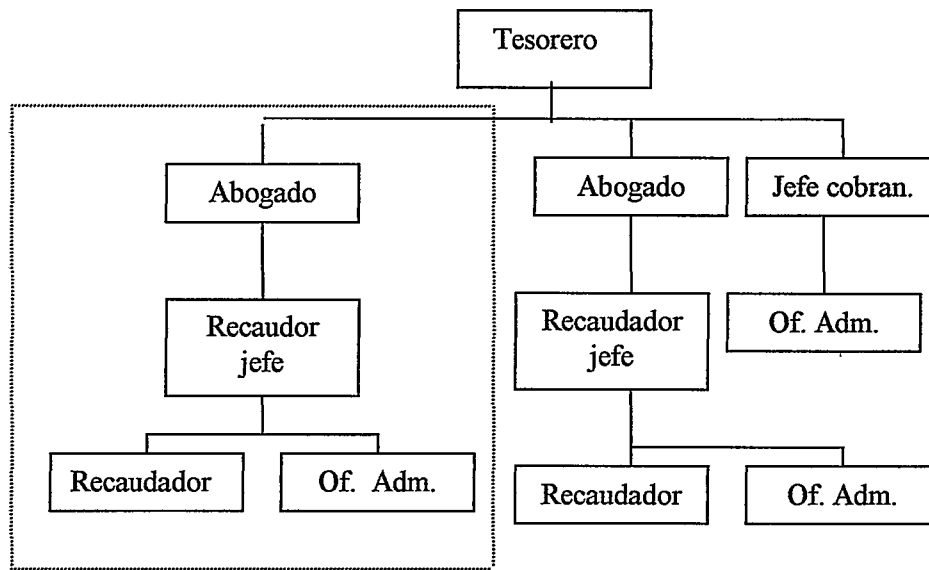 Tesorero
Abogado
Abogado
Jefe cobran.
Recaudor
jefe
Recaudador
jefe
Of. Adm.
Recaudador
Of. Adm.
Recaudador
Of. Adm.